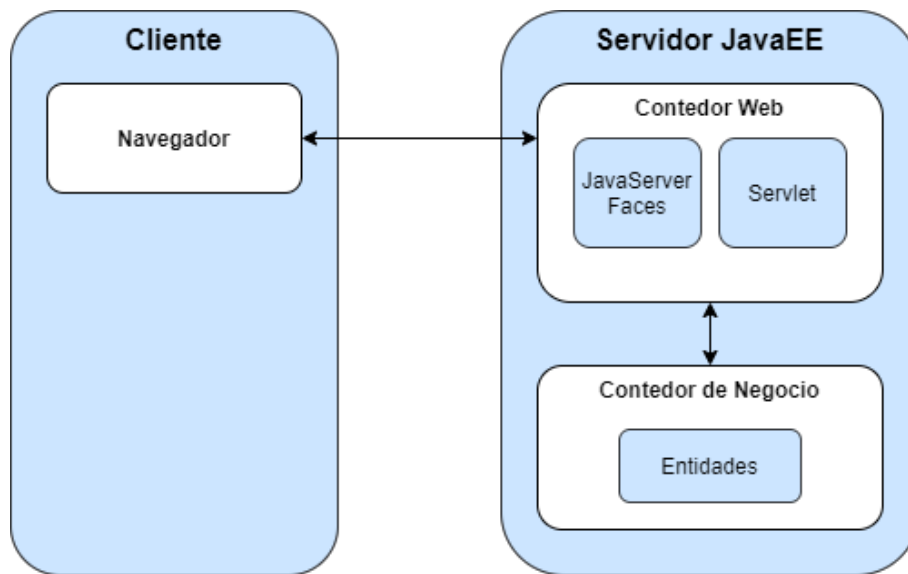 Cliente
Navegador
Servidor JavaEE
Contedor Web
JavaServer
Faces
Servlet
Contedor de Negocio
Entidades